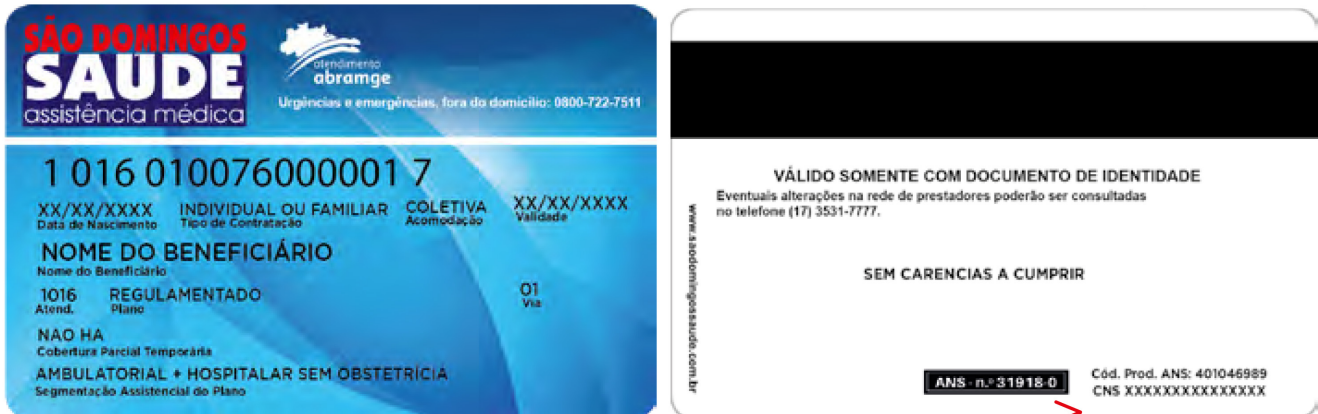 SÃO DOMINGOS
SAUDE
assistência médica
atendimento
abramge
Urgências e emergências, fora do domicílio: 0800-722-7511
1 016 010076000001 7
XX/XX/XXXX INDIVIDUAL OU FAMILIAR COLETIVA XX/XX/XXXX
Data de Nascimento Tipo de Contratação Acomodação Validade
NOME DO BENEFICIÁRIO
Nome do Beneficiário
1016 REGULAMENTADO 01
Atend. Plano Via
NAO HA
Cobertura Parcial Temporária
AMBULATORIAL + HOSPITALAR SEM OBSTETRÍCIA
Segmentação Assistencial do Plano
VÁLIDO SOMENTE COM DOCUMENTO DE IDENTIDADE
Eventuais alterações na rede de prestadores poderão ser consultadas
no telefone (17) 3531-7777.
www.saodomingossaude.com.br
SEM CARENCIAS A CUMPRIR
ANS - n.º 31918-0
Cód. Prod. ANS: 401046989
CNS XXXXXXXXXXXXXXX